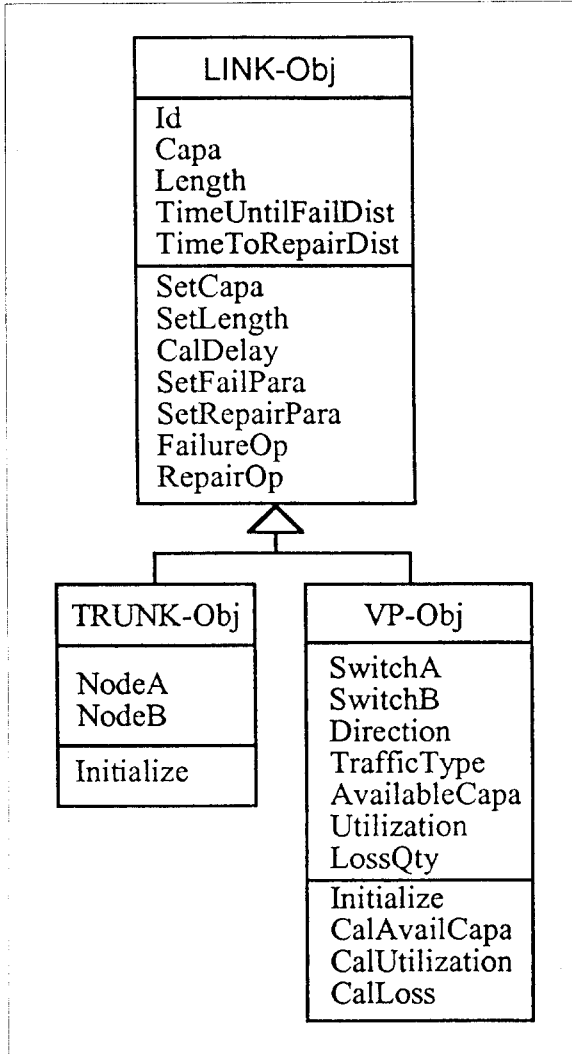 LINK-Obj
Id
Capa
Length
TimeUntilFailDist
TimeToRepairDist
SetCapa
SetLength
CalDelay
SetFailPara
SetRepairPara
FailureOp
RepairOp
TRUNK-Obj
NodeA
NodeB
Initialize
VP-Obj
SwitchA
SwitchB
Direction
TrafficType
AvailableCapa
Utilization
LossQty
Initialize
CalAvailCapa
CalUtilization
CalLoss